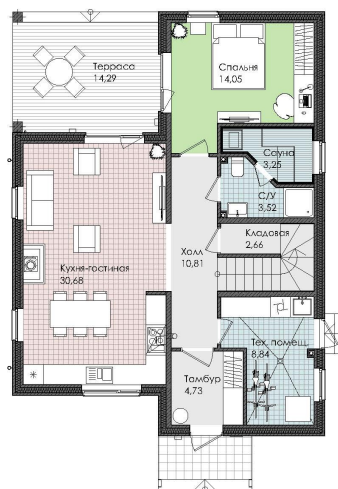 Терраса
14,29
Спальня
14,05
Сауна
3,25
С/У
3,52
Кладовая
2,66
Холл
10,81
Кухня-гостиная
30,68
Тех. помещ.
8,84
Тамбур
4,73